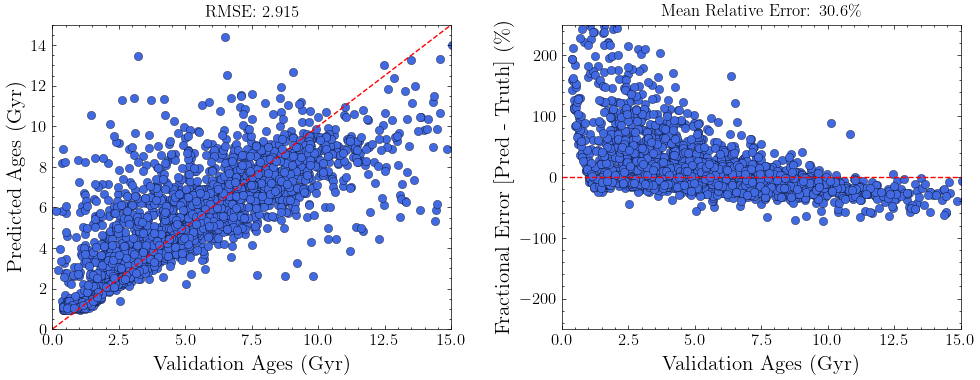 RMSE: 2.915
Predicted Ages (Gyr)
14
12
10
8
6
4
2
0
0.0 2.5 5.0 7.5 10.0 12.5 15.0
Validation Ages (Gyr)
Mean Relative Error: 30.6%
Fractional Error [Pred - Truth] (%)
200
100
0
−100
−200
0.0 2.5 5.0 7.5 10.0 12.5 15.0
Validation Ages (Gyr)